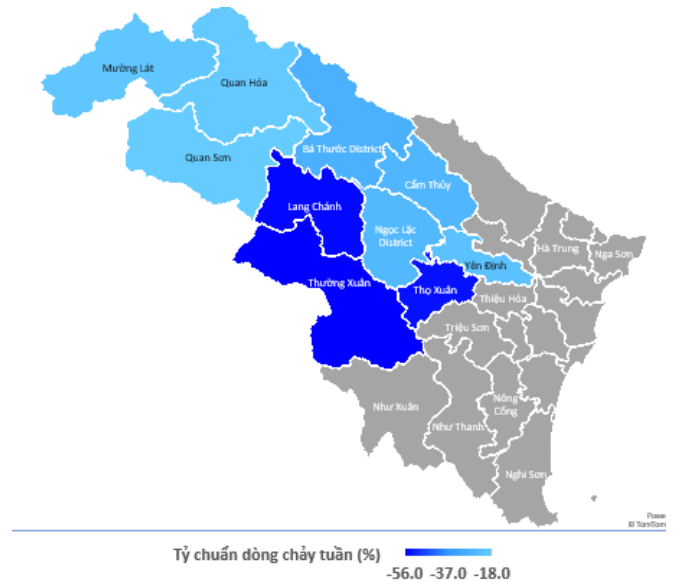 Mường Lát
Quan Hóa
Bá Thước District
Quan Sơn
Cẩm Thủy
Lang Chánh
Ngọc Lặc
District
Hà Trung
Nga Sơn
Yên Định
Thường Xuân
Thọ Xuân
Thiệu Hóa
Triệu Sơn
Như Xuân
Nông
Cống
Như Thanh
Nghi Sơn
Powe
© TomTom
Tỷ chuẩn dòng chảy tuần (%)
-56.0 -37.0 -18.0